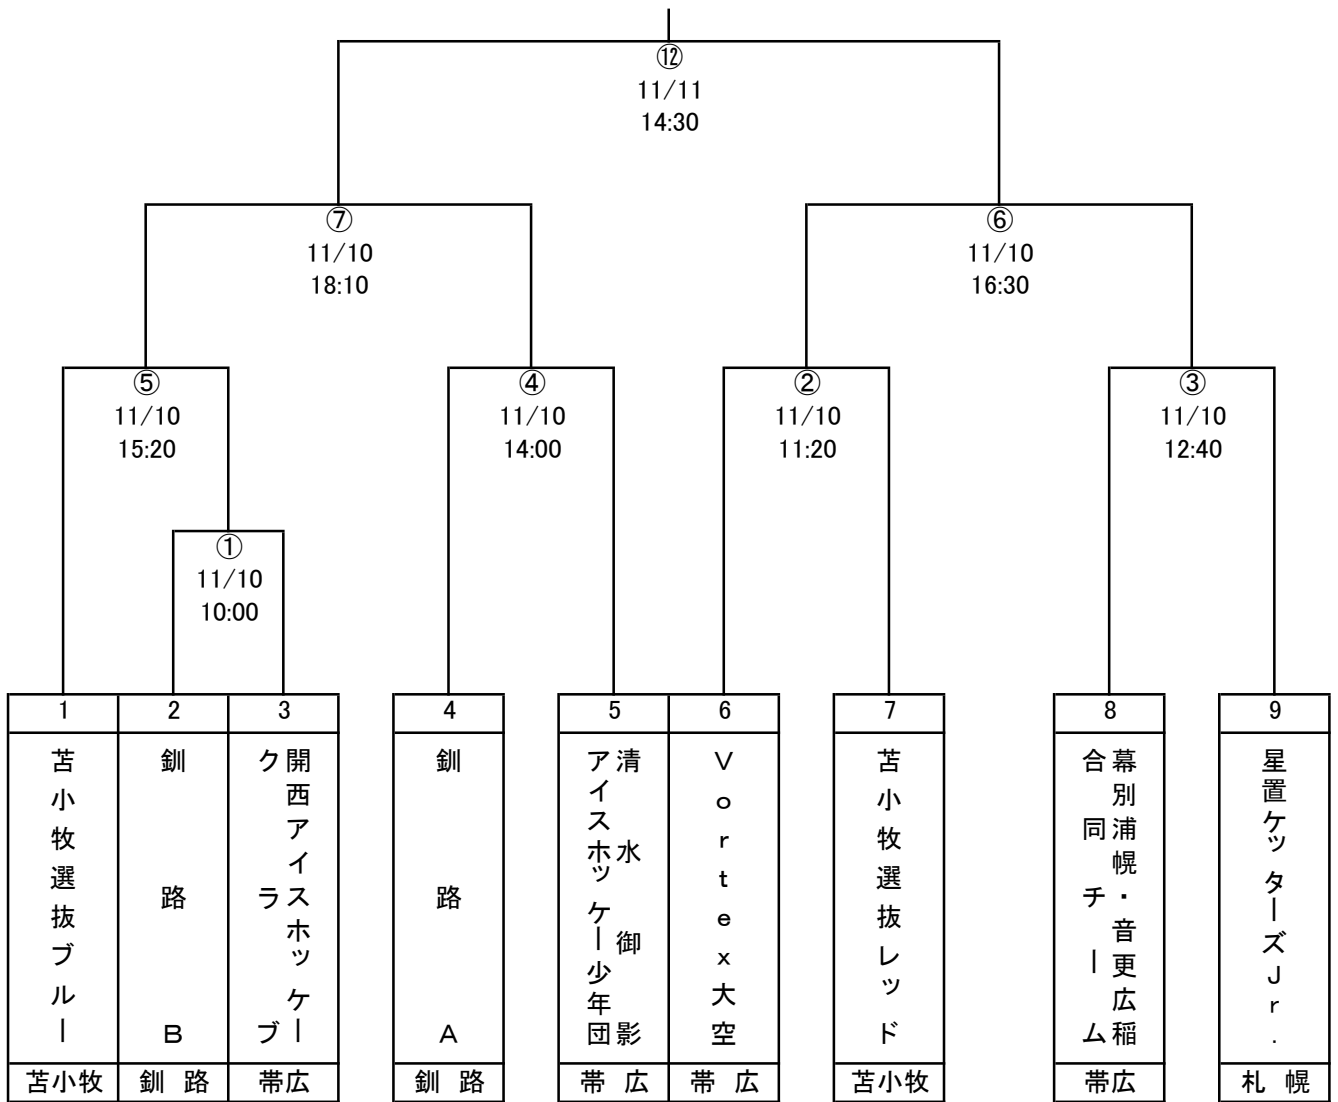 ⑫
11/11
14:30
⑦
11/10
18:10
⑥
11/10
16:30
⑤
11/10
15:20
④
11/10
14:00
②
11/10
11:20
③
11/10
12:40
①
11/10
10:00
1
苫小牧選抜ブルー
苫小牧
2
釧路B
釧路
3
開西アイスホッケー
クラブ
帯広
4
釧路A
釧路
5
清水御影
アイスホッケー少年団
帯広
6
Vortex大空
帯広
7
苫小牧選抜レッド
苫小牧
8
幕別浦幌・音更広稲
合同チーム
帯広
9
星置ケッターズJr.
札幌